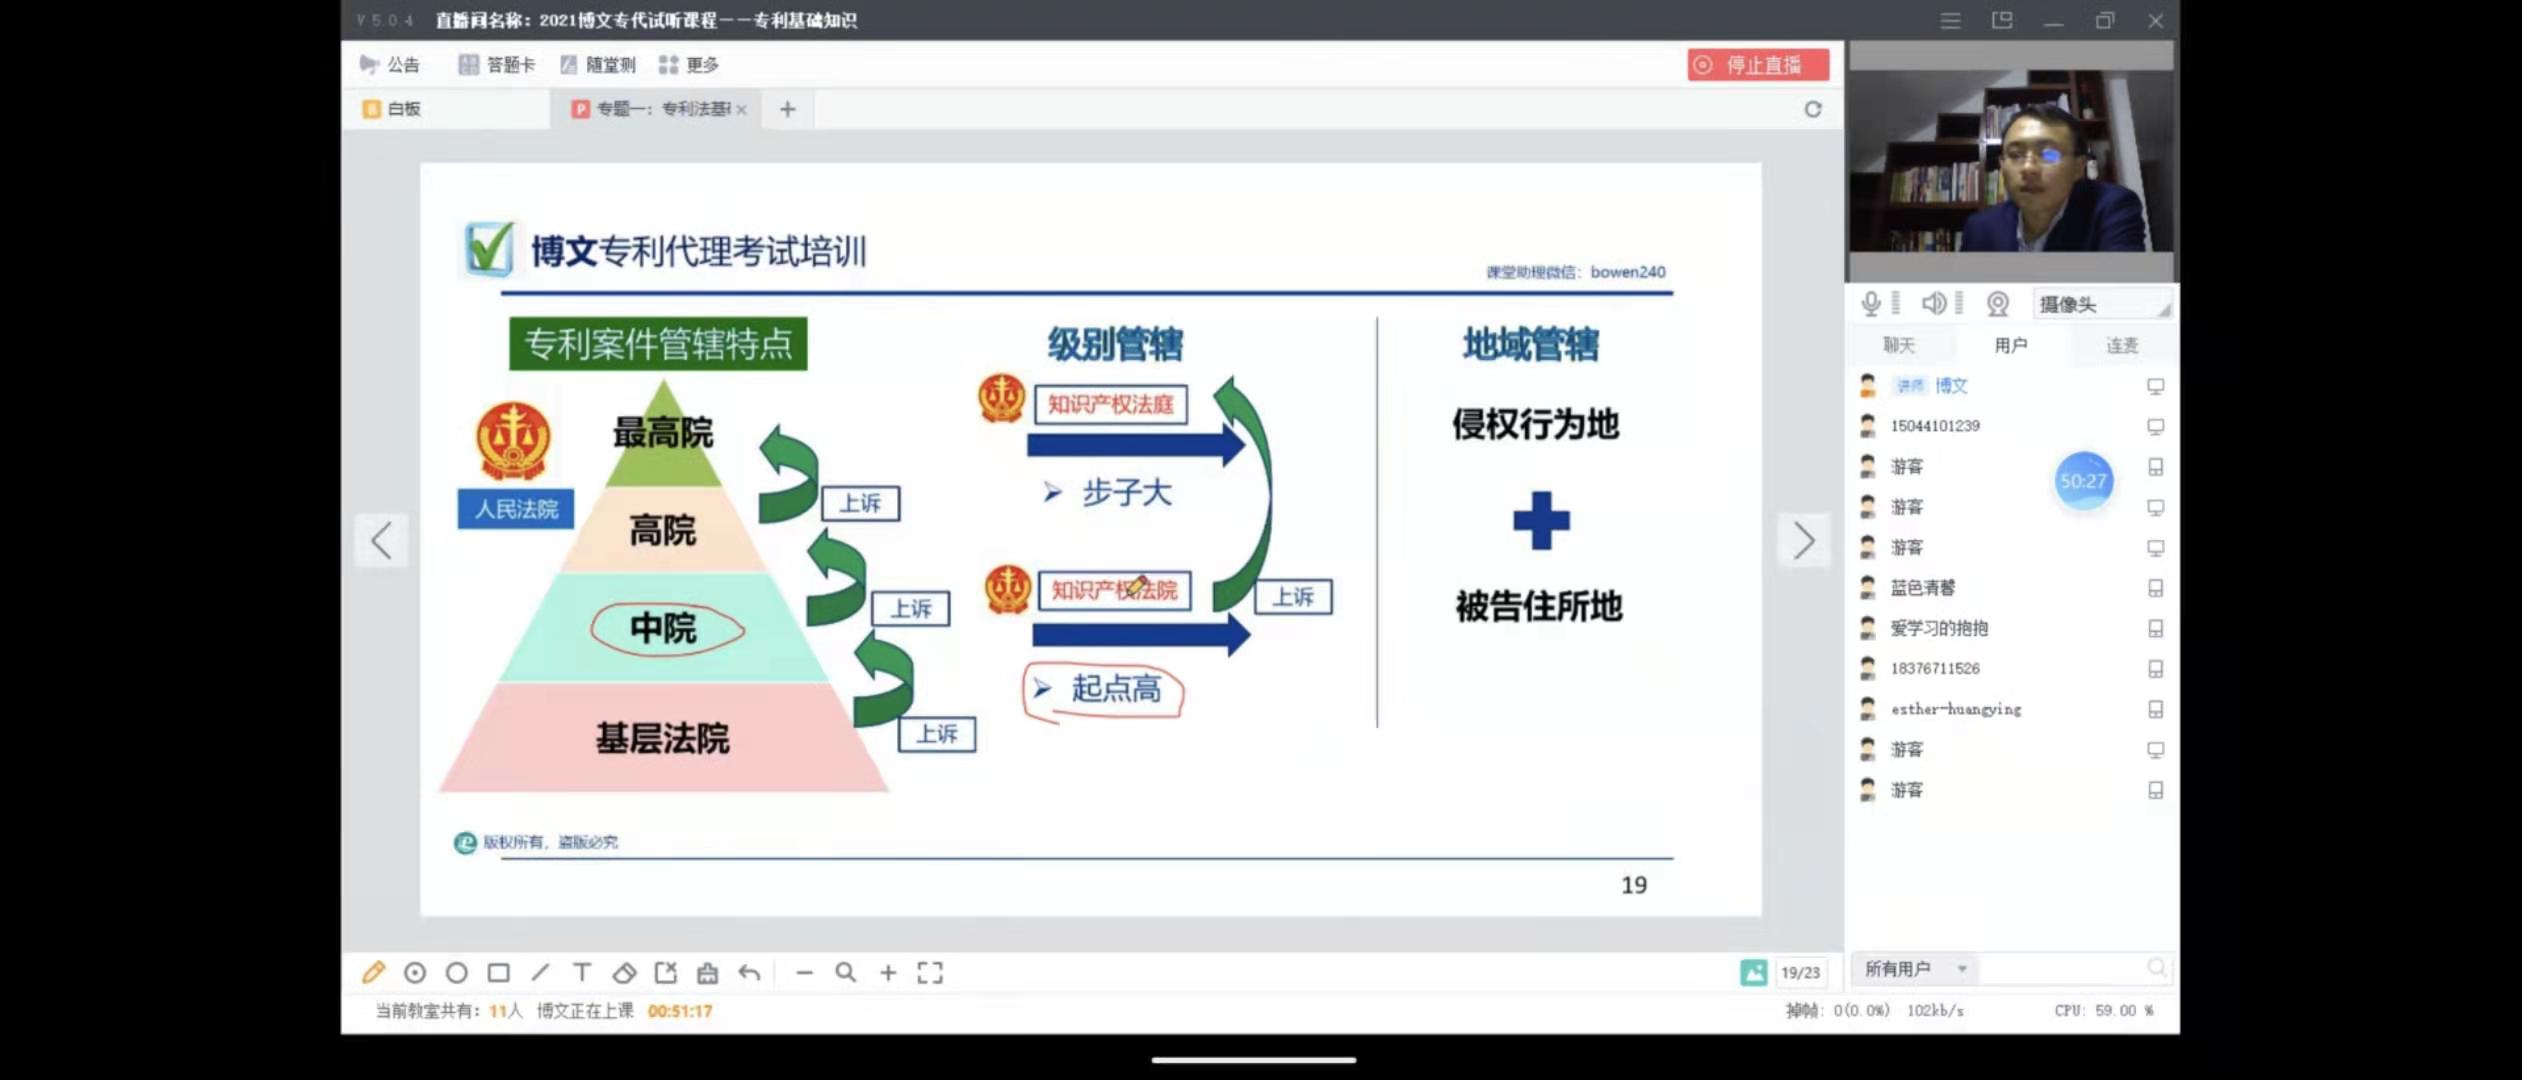 V 5.0.4 直播间名称：2021博文专代试听课程——专利基础知识
公告 答题卡 随堂测 更多 停止直播
白板 专题一：专利法基 × +
博文专利代理考试培训
课堂助理微信：bowen240
专利案件管辖特点
级别管辖
地域管辖
人民法院
最高院
高院
中院
基层法院
上诉
上诉
上诉
知识产权法庭
步子大
知识产权法院
上诉
起点高
侵权行为地
被告住所地
版权所有，盗版必究
19
摄像头
聊天 用户 连麦
讲师 博文
15044101239
游客
50:27
游客
游客
蓝色清馨
爱学习的抱抱
18376711526
esther-huangying
游客
游客
19/23
所有用户
当前教室共有：11人 博文正在上课 00:51:17
掉帧：0(0.0%) 102kb/s CPU: 59.00 %